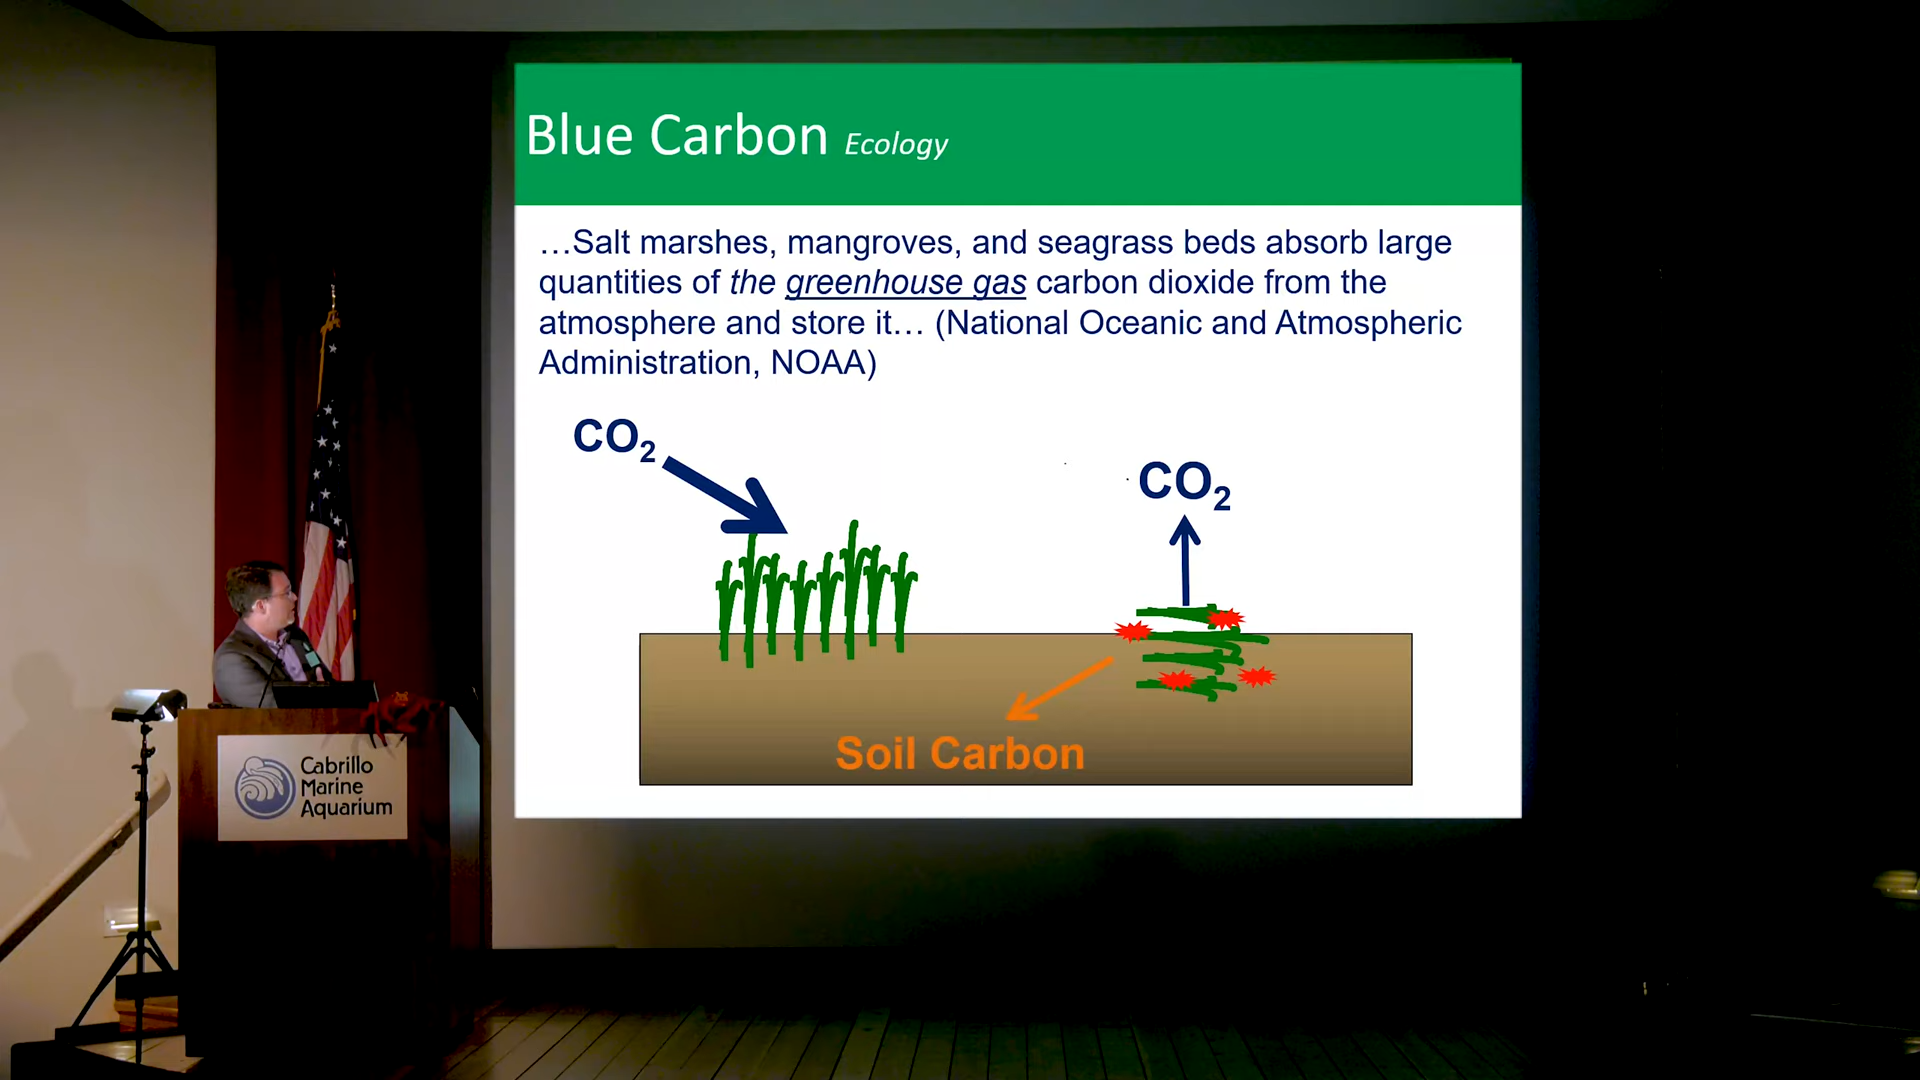 Blue Carbon Ecology
…Salt marshes, mangroves, and seagrass beds absorb large
quantities of the greenhouse gas carbon dioxide from the
atmosphere and store it… (National Oceanic and Atmospheric
Administration, NOAA)
CO₂
CO₂
Soil Carbon
Cabrillo
Marine
Aquarium